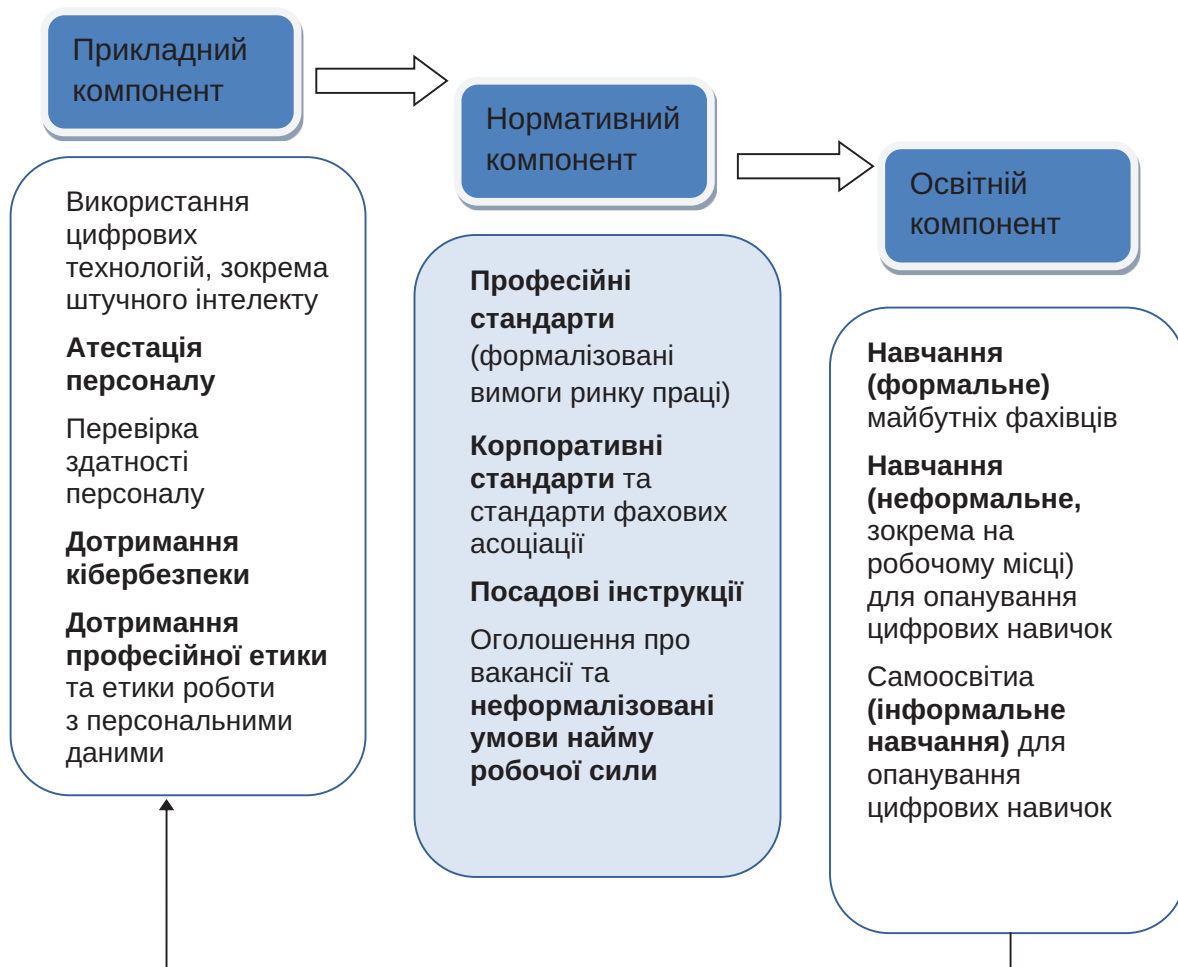 Прикладний
компонент
Використання
цифрових
технологій, зокрема
штучного інтелекту
Атестація
персоналу
Перевірка
здатності
персоналу
Дотримання
кібербезпеки
Дотримання
професійної етики
та етики роботи
з персональними
даними
Нормативний
компонент
Професійні
стандарти
(формалізовані
вимоги ринку праці)
Корпоративні
стандарти та
стандарти фахових
асоціації
Посадові інструкції
Оголошення про
вакансії та
неформалізовані
умови найму
робочої сили
Освітній
компонент
Навчання
(формальне)
майбутніх фахівців
Навчання
(неформальне,
зокрема на
робочому місці)
для опанування
цифрових навичок
Самоосвітиа
(інформальне
навчання) для
опанування
цифрових навичок